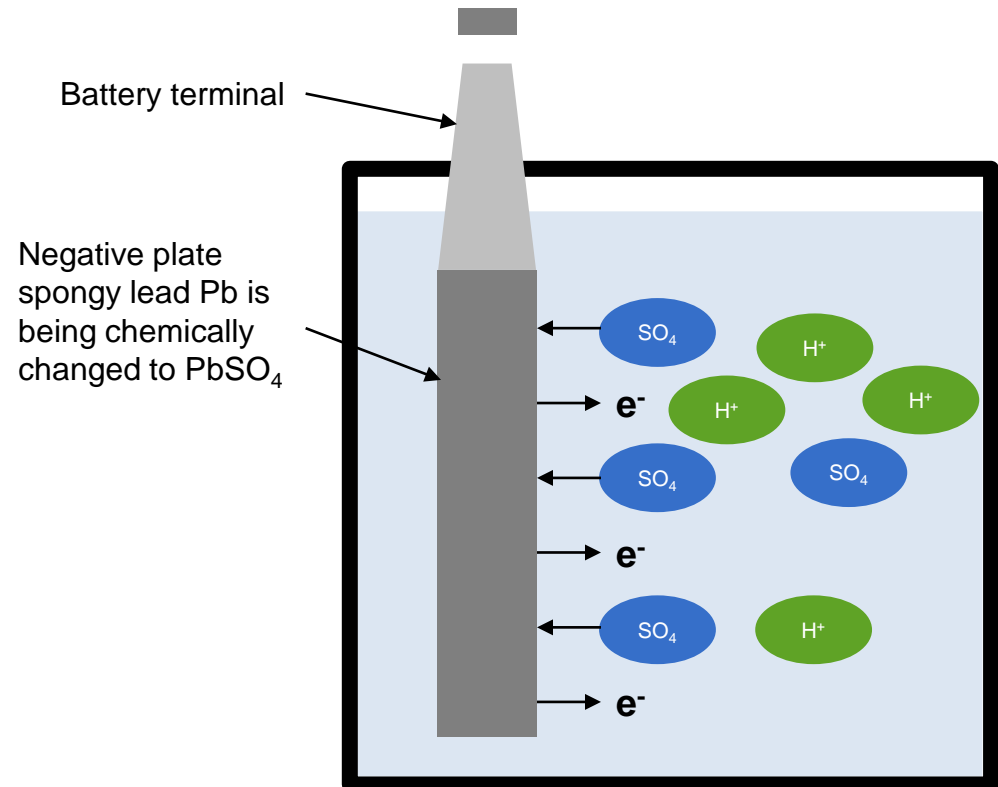 Battery terminal
Negative plate
spongy lead Pb is
being chemically
changed to PbSO₄
SO₄
H⁺
H⁺
H⁺
e⁻
SO₄
SO₄
e⁻
SO₄
H⁺
e⁻